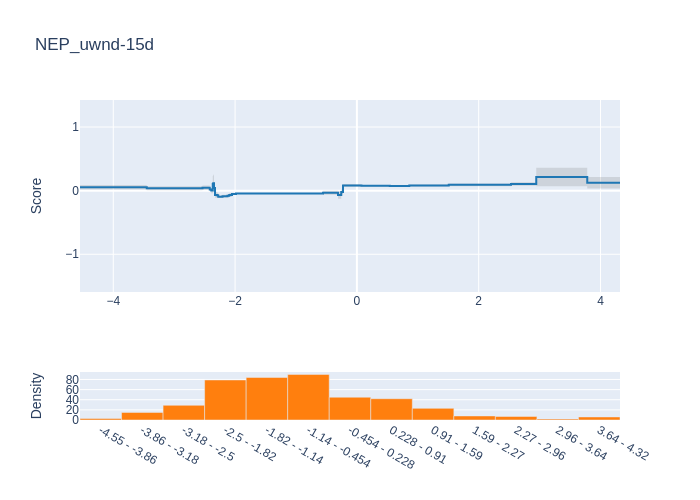 NEP_uwnd-15d
Score
1
0
−1
−4
−2
0
2
4
Density
80
60
40
20
0
-4.55 - -3.86
-3.86 - -3.18
-3.18 - -2.5
-2.5 - -1.82
-1.82 - -1.14
-1.14 - -0.454
-0.454 - 0.228
0.228 - 0.91
0.91 - 1.59
1.59 - 2.27
2.27 - 2.96
2.96 - 3.64
3.64 - 4.32